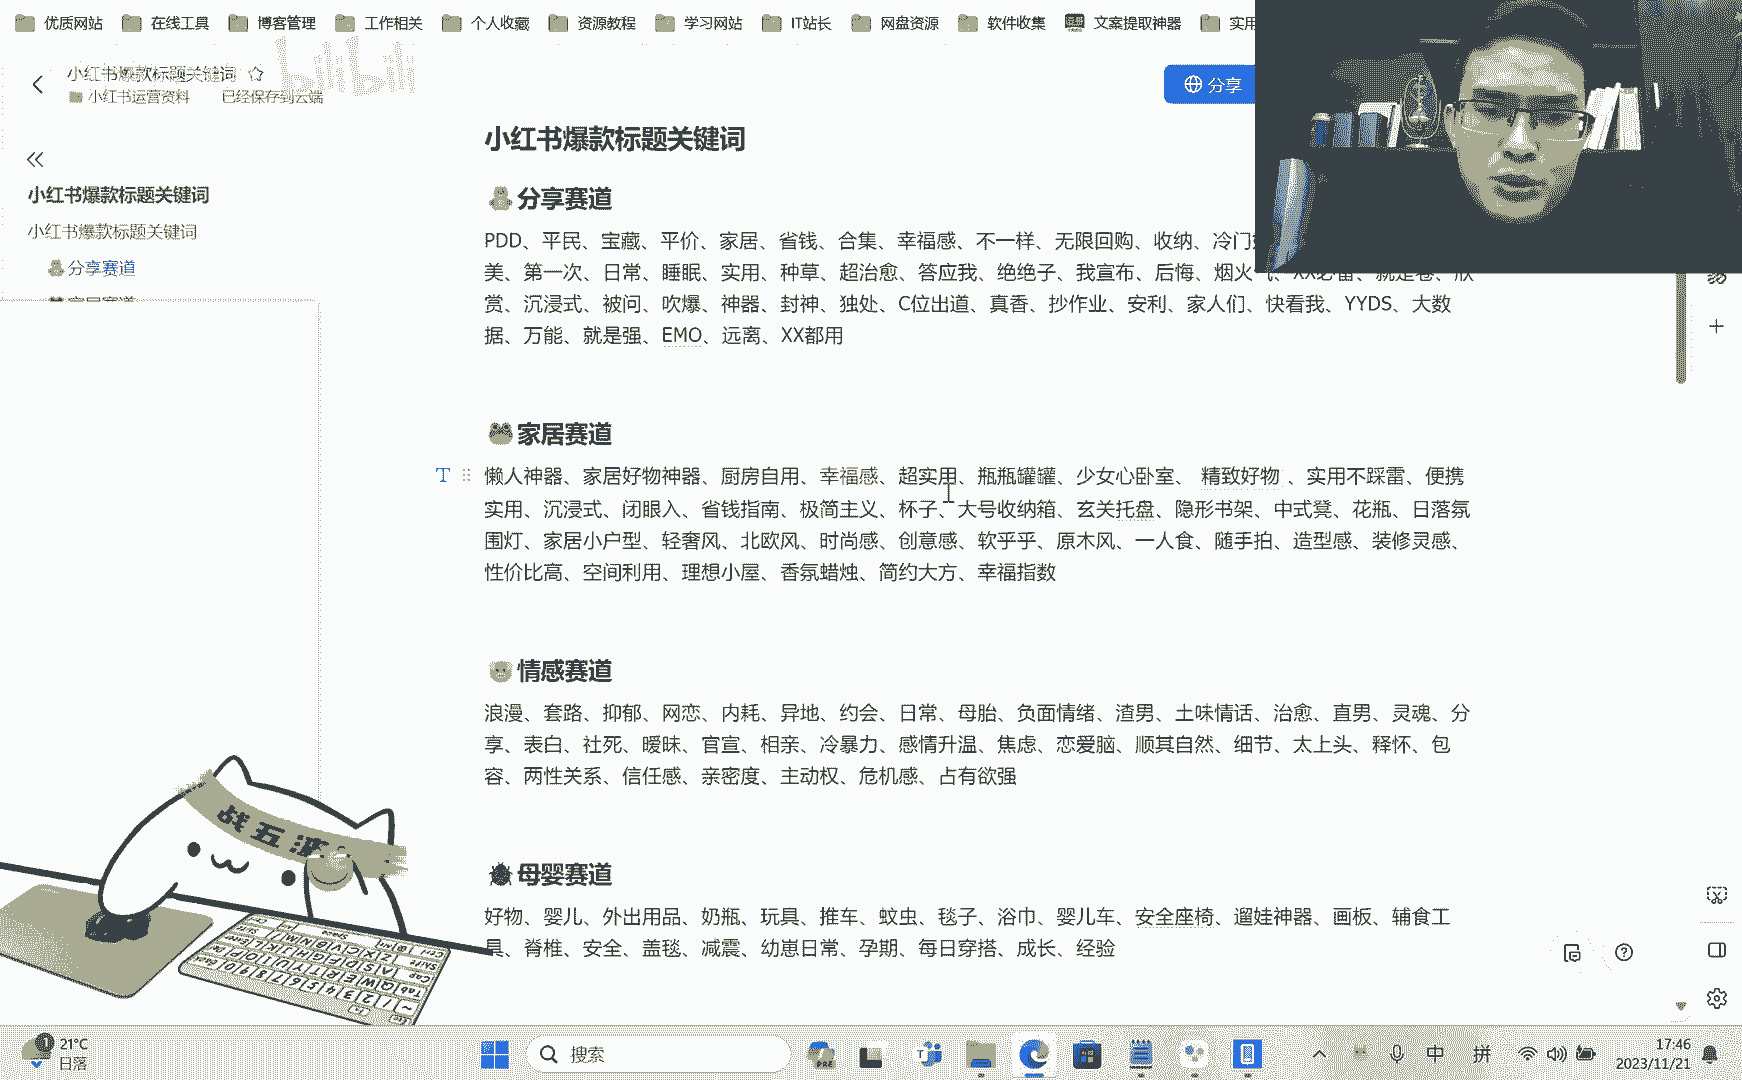 优质网站 在线工具 博客管理 工作相关 个人收藏 资源教程 学习网站 IT站长 网盘资源 软件收集 文案提取神器 实用
bilibili
小红书爆款标题关键词
小红书运营资料 已经保存到云端
分享
小红书爆款标题关键词
小红书爆款标题关键词
分享赛道
小红书爆款标题关键词
分享赛道
PDD、平民、宝藏、平价、家居、省钱、合集、幸福感、不一样、无限回购、收纳、冷门
美、第一次、日常、睡眠、实用、种草、超治愈、答应我、绝绝子、我宣布、后悔、烟火
赏、沉浸式、被问、吹爆、神器、封神、独处、C位出道、真香、抄作业、安利、家人们、快看我、YYDS、大数
据、万能、就是强、EMO、远离、XX都用
家居赛道
懒人神器、家居好物神器、厨房自用、幸福感、超实用、瓶瓶罐罐、少女心卧室、 精致好物 、实用不踩雷、便携
实用、沉浸式、闭眼入、省钱指南、极简主义、杯子、大号收纳箱、玄关托盘、隐形书架、中式凳、花瓶、日落氛
围灯、家居小户型、轻奢风、北欧风、时尚感、创意感、软乎乎、原木风、一人食、随手拍、造型感、装修灵感、
性价比高、空间利用、理想小屋、香氛蜡烛、简约大方、幸福指数
情感赛道
浪漫、套路、抑郁、网恋、内耗、异地、约会、日常、母胎、负面情绪、渣男、土味情话、治愈、直男、灵魂、分
享、表白、社死、暧昧、官宣、相亲、冷暴力、感情升温、焦虑、恋爱脑、顺其自然、细节、太上头、释怀、包
容、两性关系、信任感、亲密度、主动权、危机感、占有欲强
母婴赛道
好物、婴儿、外出用品、奶瓶、玩具、推车、蚊虫、毯子、浴巾、婴儿车、安全座椅、遛娃神器、画板、辅食工
具、脊椎、安全、盖毯、减震、幼崽日常、孕期、每日穿搭、成长、经验
战五渣
21°C
日落
搜索
中 拼
17:46
2023/11/21